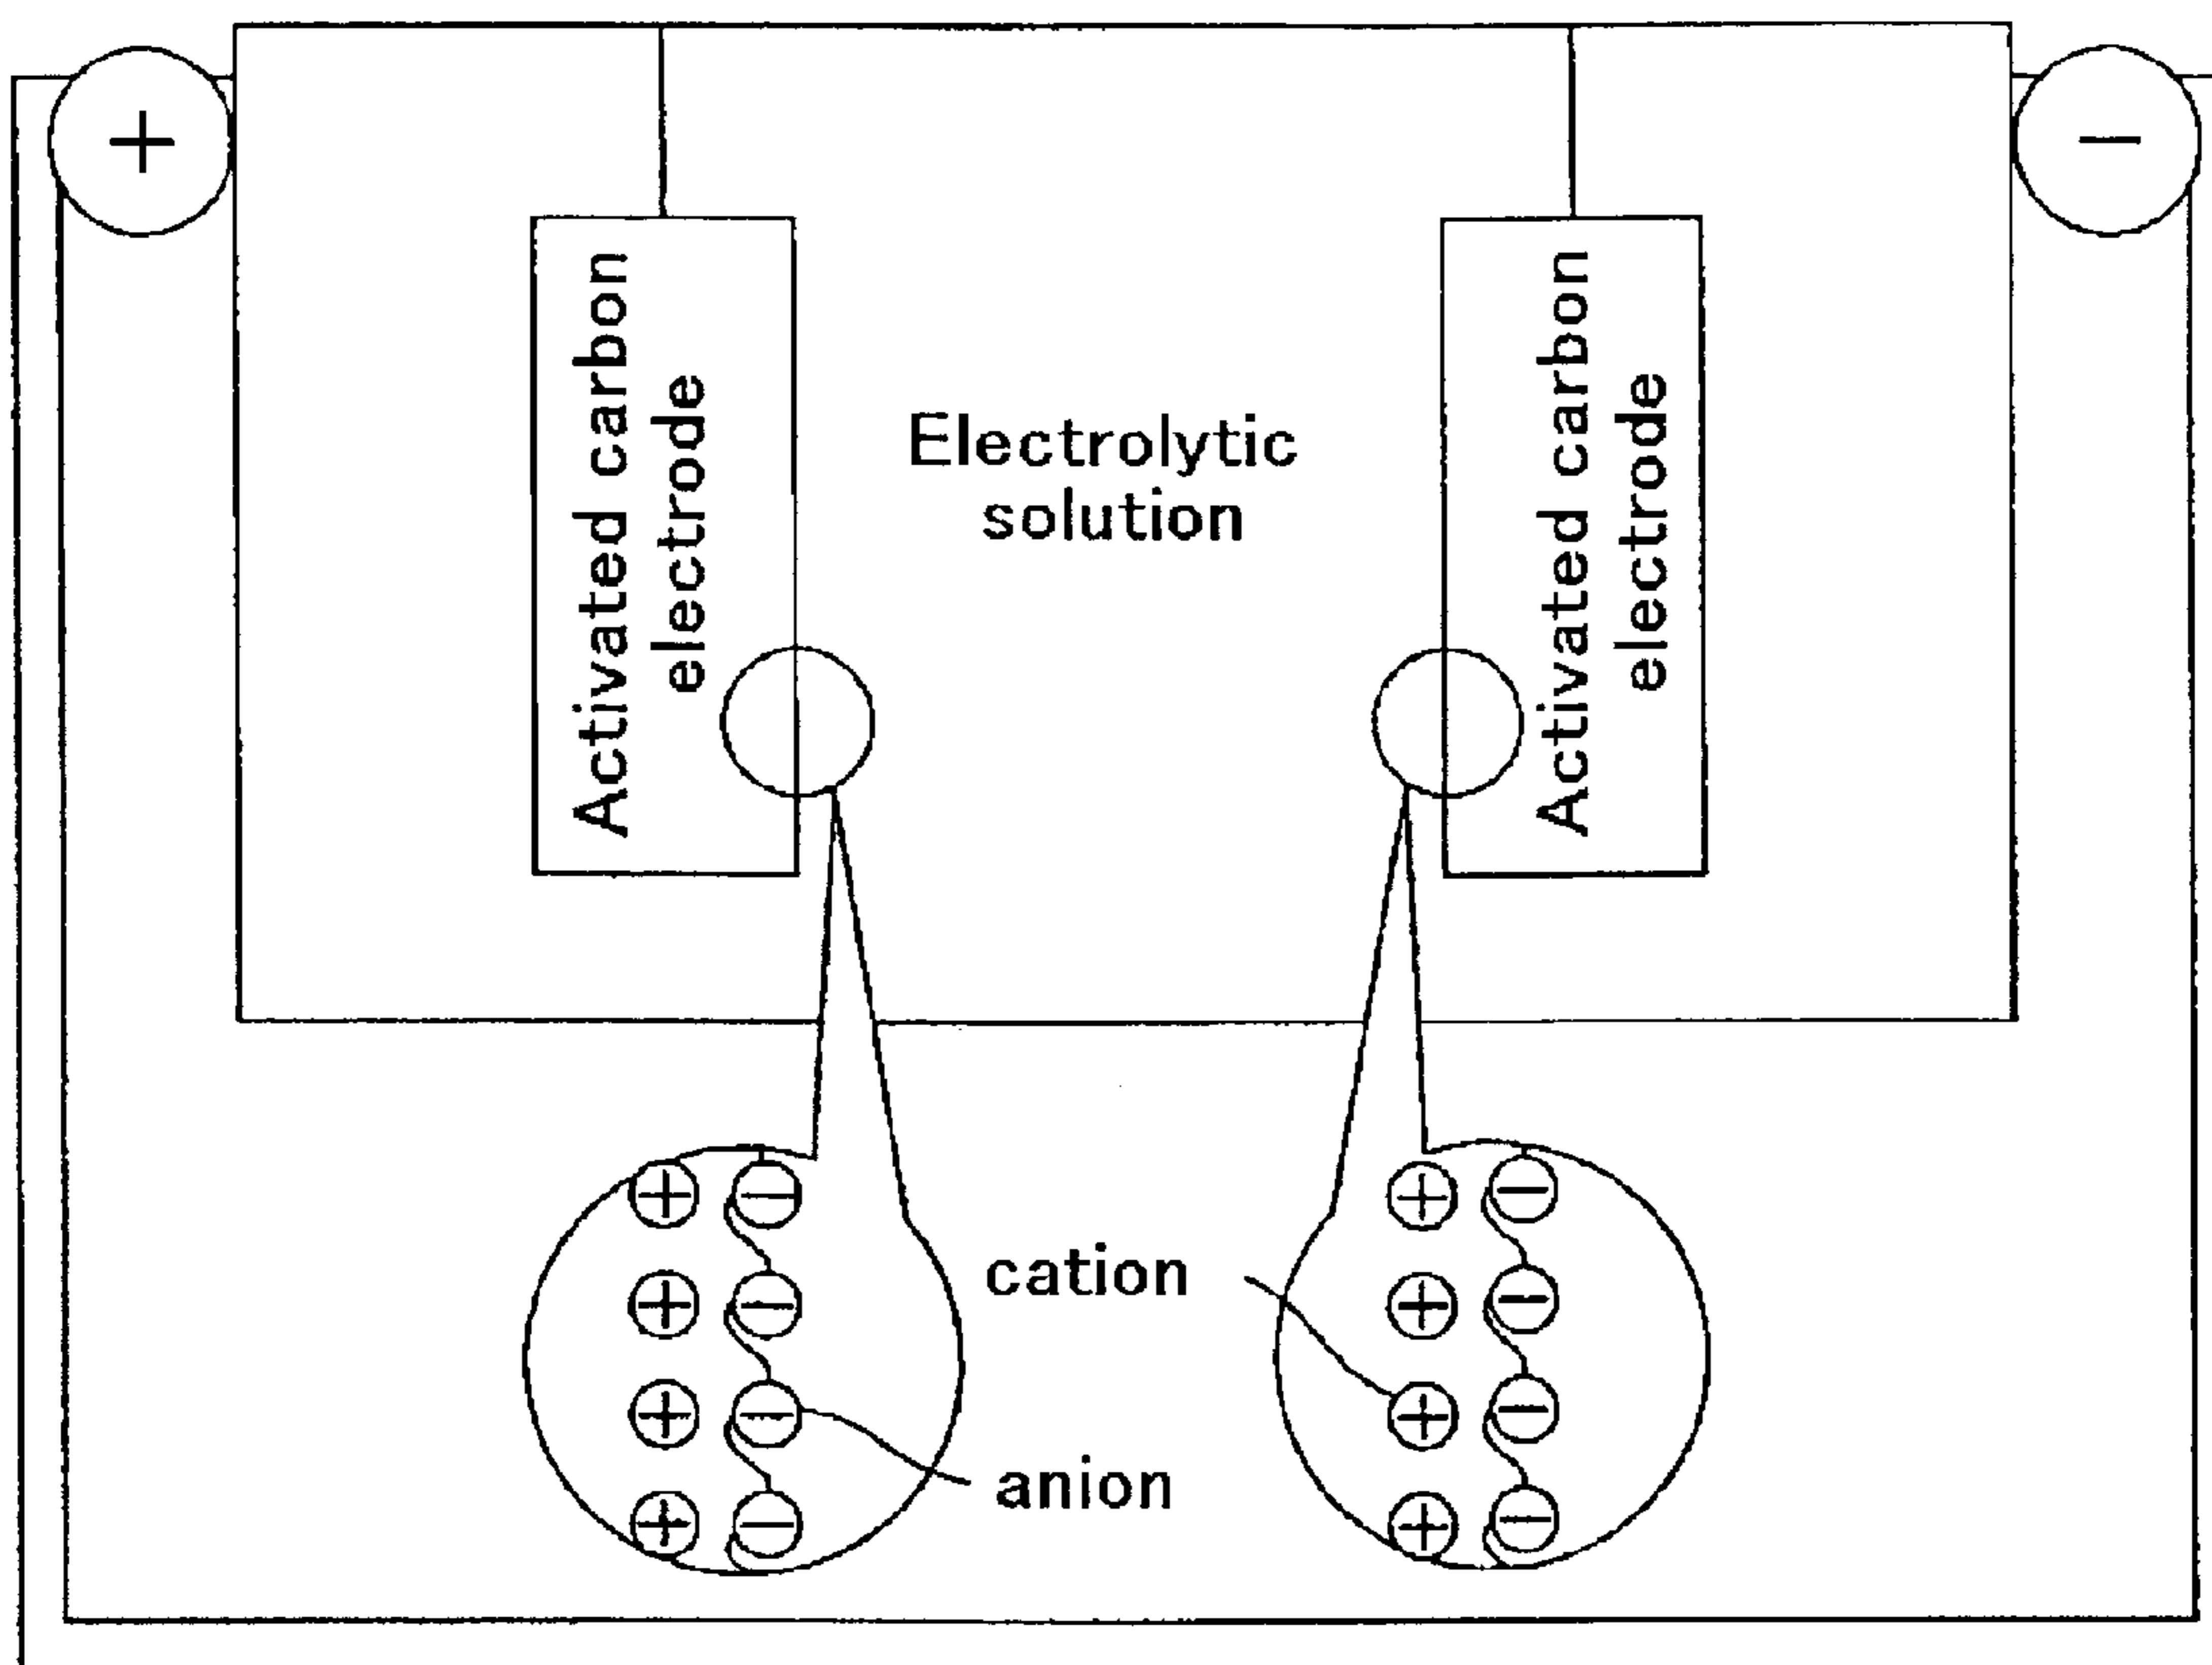 +
−
Activated carbon
electrode
Electrolytic
solution
Activated carbon
electrode
+ −
+ −
+ −
+ −
cation
anion
+ −
+ −
+ −
+ −